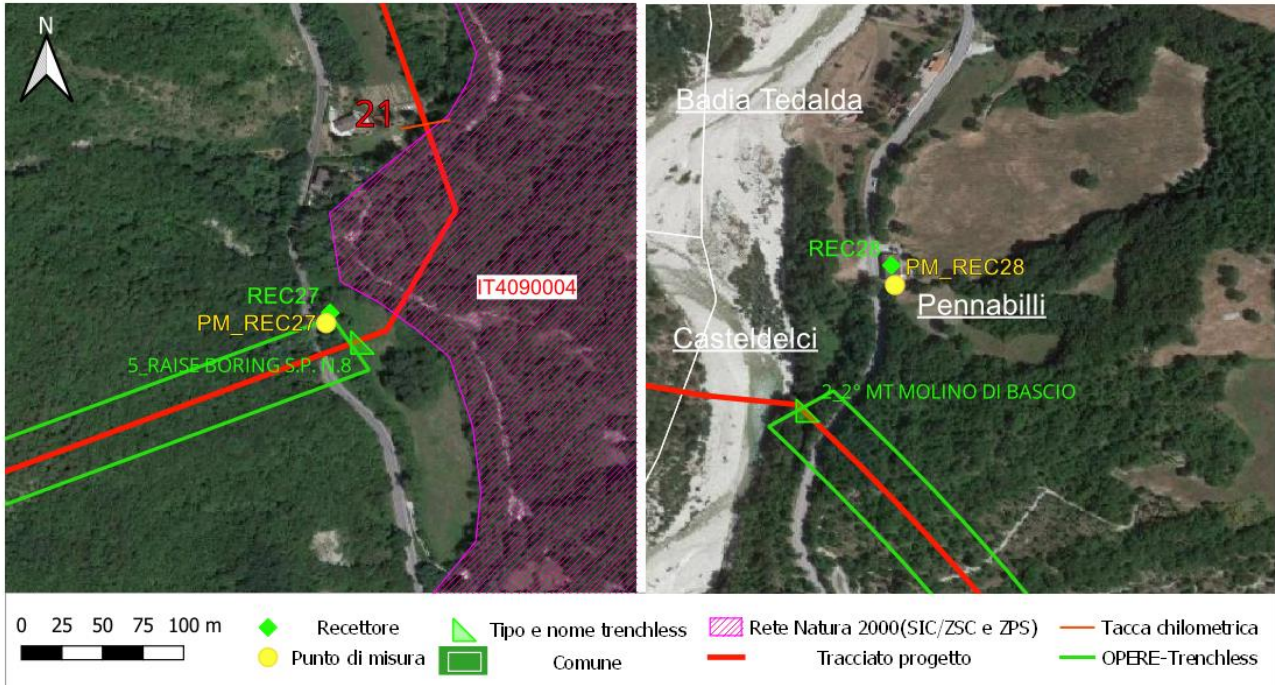 N
21
IT4090004
REC27
PM_REC27
5_RAISE BORING S.P. N.8
Badia Tedalda
REC28
PM_REC28
Pennabilli
Casteldelci
2_2° MT MOLINO DI BASCIO
0 25 50 75 100 m
Recettore
Punto di misura
Tipo e nome trenchless
Comune
Rete Natura 2000(SIC/ZSC e ZPS)
Tracciato progetto
Tacca chilometrica
OPERE-Trenchless